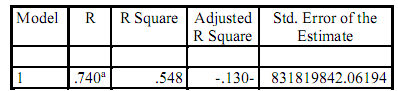 Model R R Square Adjusted R Square Std. Error of the Estimate
1 .740a .548 -.130- 831819842.06194